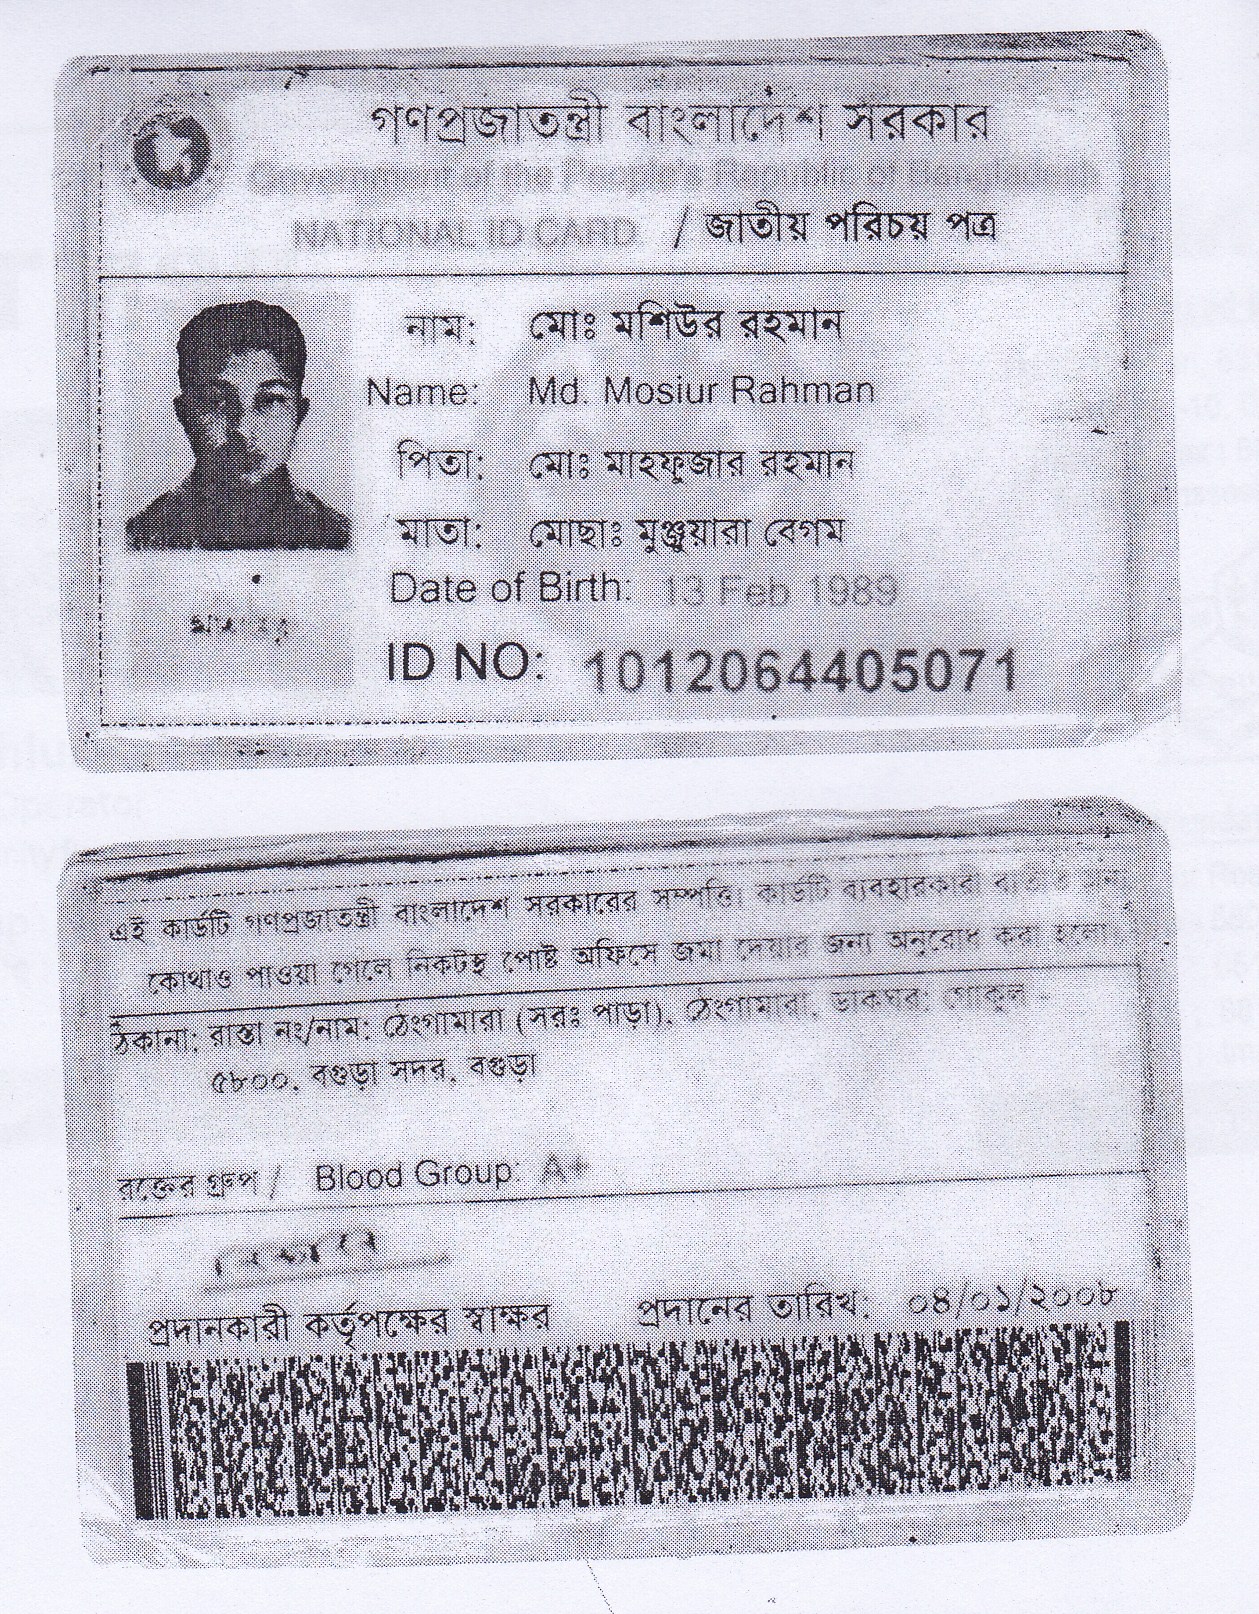 গণপ্রজাতন্ত্রী বাংলাদেশ সরকার
Government of the People's Republic of Bangladesh
NATIONAL ID CARD / জাতীয় পরিচয় পত্র
নাম: মোঃ মশিউর রহমান
Name: Md. Mosiur Rahman
পিতা: মোঃ মাহফুজার রহমান
মাতা: মোছাঃ মুঞ্জুয়ারা বেগম
Date of Birth: 13 Feb 1989
ID NO: 1012064405071
এই কার্ডটি গণপ্রজাতন্ত্রী বাংলাদেশ সরকারের সম্পত্তি। কার্ডটি ব্যবহারকারী ব্যতীত অন্য
কোথাও পাওয়া গেলে নিকটস্থ পোষ্ট অফিসে জমা দেয়ার জন্য অনুরোধ করা হলো।
ঠিকানা: রাস্তা নং/নাম: ঠেংগামারা (সরঃ পাড়া), ঠেংগামারা, ডাকঘর: গোকুল -
৫৮০০, বগুড়া সদর, বগুড়া
রক্তের গ্রুপ / Blood Group: A+
প্রদানকারী কর্তৃপক্ষের স্বাক্ষর প্রদানের তারিখ: ০৪/০১/২০০৮